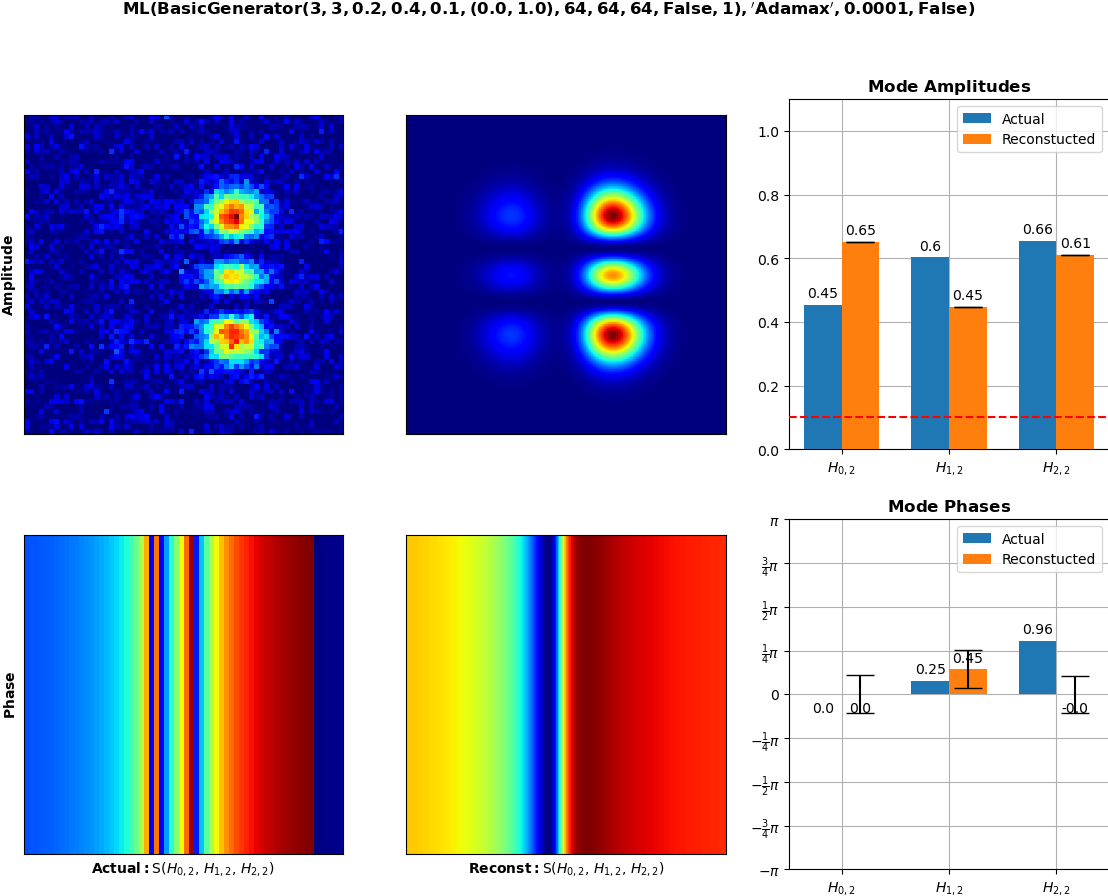 ML(BasicGenerator(3, 3, 0.2, 0.4, 0.1, (0.0, 1.0), 64, 64, 64, False, 1), ′Adamax′, 0.0001, False)
Amplitude
Mode Amplitudes
Actual
Reconstucted
1.0
0.8
0.6
0.4
0.2
0.0
0.45
0.65
0.6
0.45
0.66
0.61
H0, 2
H1, 2
H2, 2
Phase
Actual: S(H0, 2, H1, 2, H2, 2)
Reconst: S(H0, 2, H1, 2, H2, 2)
Mode Phases
Actual
Reconstucted
π
3/4π
1/2π
1/4π
0
−1/4π
−1/2π
−3/4π
−π
0.0
0.0
0.25
0.45
0.96
-0.0
H0, 2
H1, 2
H2, 2